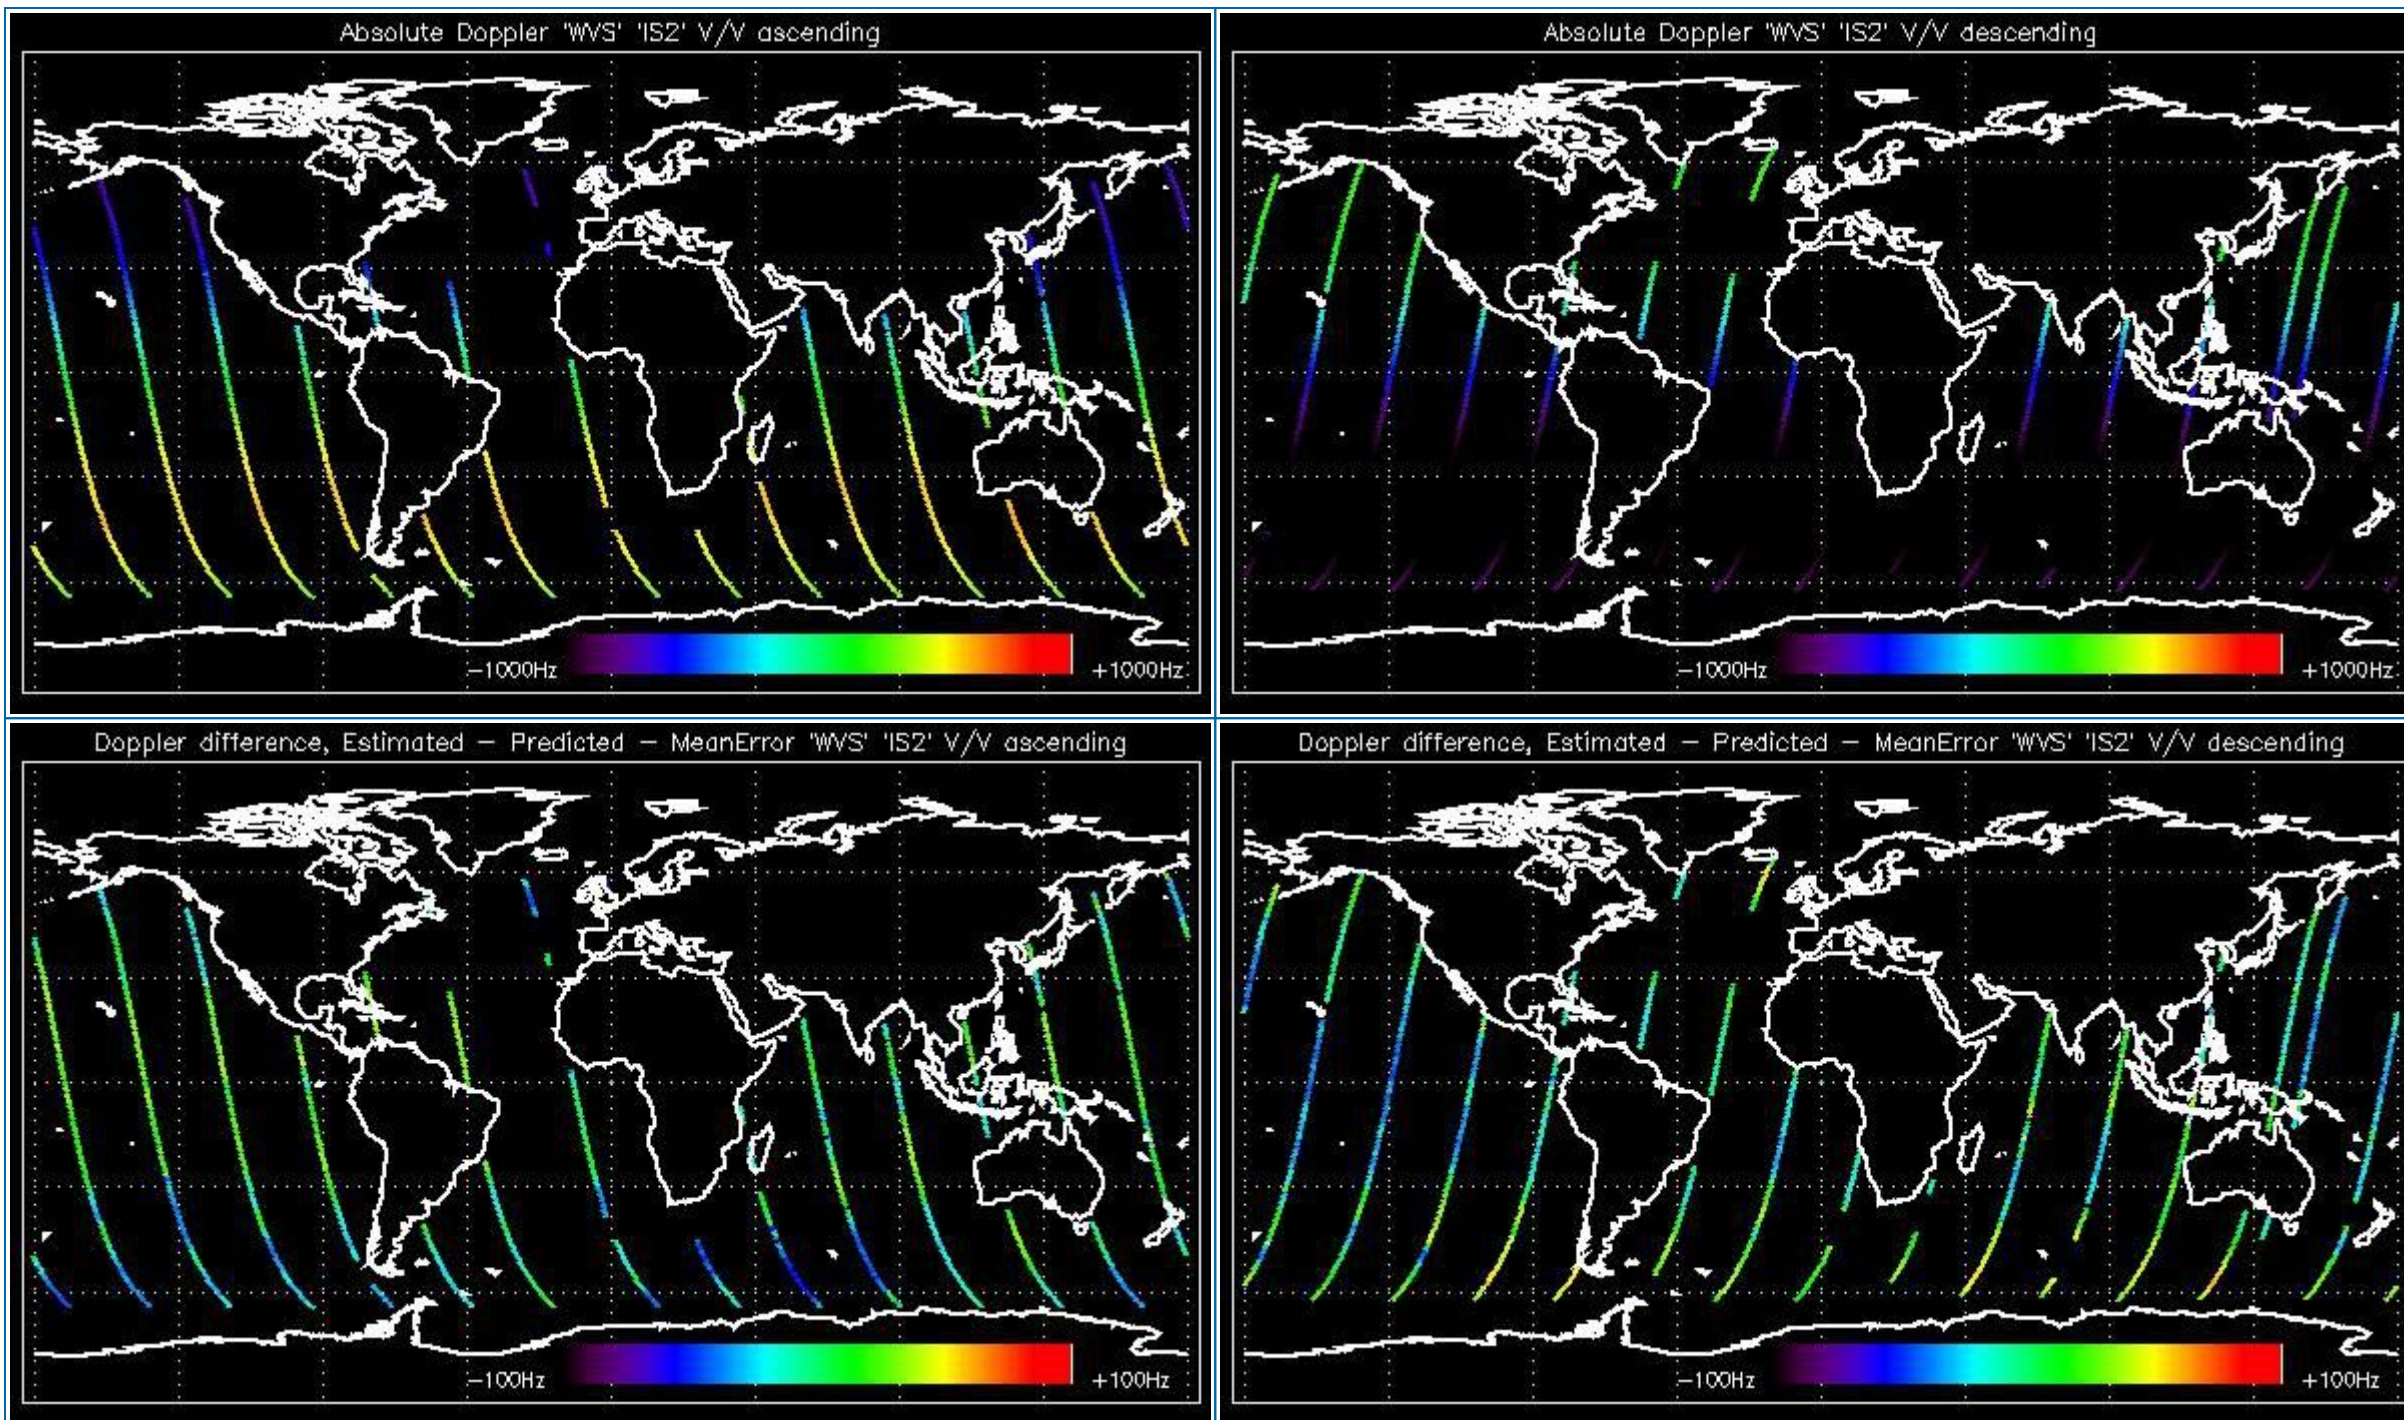 Absolute Doppler 'WVS' 'IS2' V/V ascending
−1000Hz
+1000Hz
Absolute Doppler 'WVS' 'IS2' V/V descending
−1000Hz
+1000Hz
Doppler difference, Estimated − Predicted − MeanError 'WVS' 'IS2' V/V ascending
−100Hz
+100Hz
Doppler difference, Estimated − Predicted − MeanError 'WVS' 'IS2' V/V descending
−100Hz
+100Hz